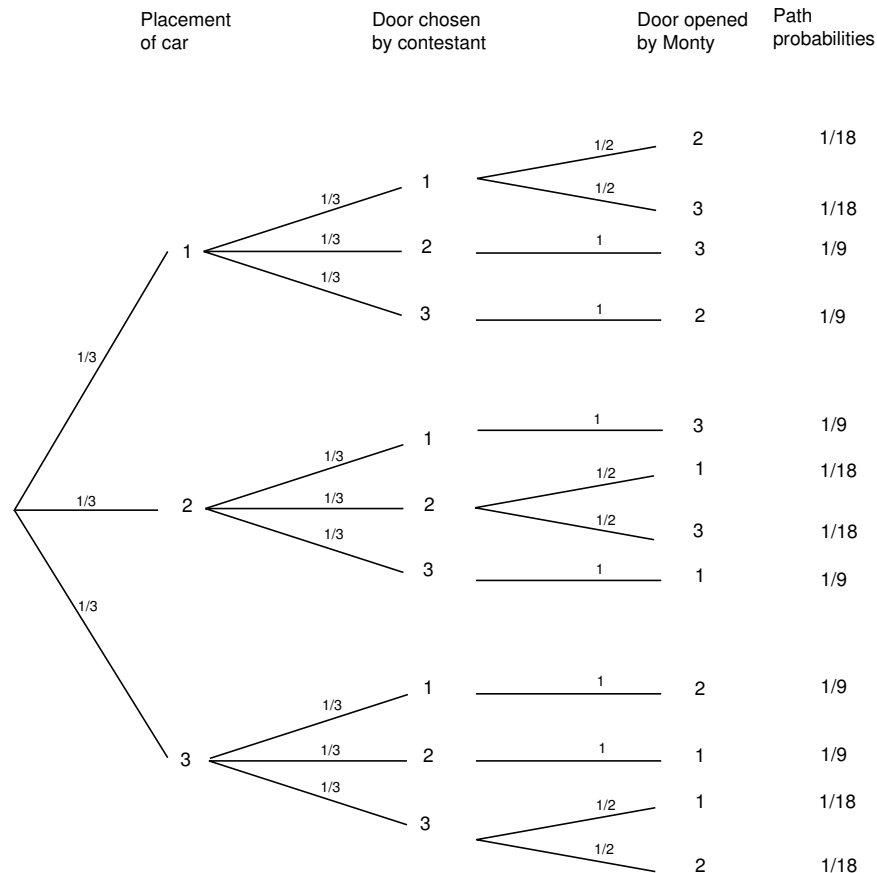 Placement
of car
Door chosen
by contestant
Door opened
by Monty
Path
probabilities
1/2 2 1/18
1 1/3 1/2 3 1/18
1 1/3 2 1 3 1/9
1/3 3 1 2 1/9
1/3
1 1 3 1/9
1/3 1/2 1 1/18
1/3 2 1/3 2 1/2 3 1/18
1/3 3 1 1 1/9
1/3
1 1 2 1/9
1/3
3 1/3 2 1 1 1/9
1/3 3 1/2 1 1/18
1/2 2 1/18